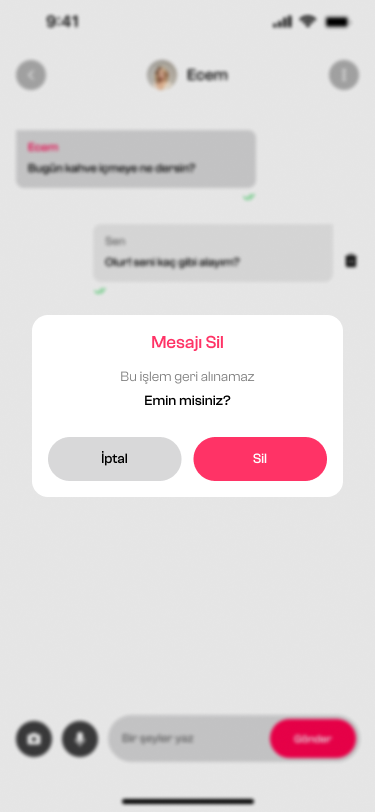 9:41
Ecem
Ecem
Bugün kahve içmeye ne dersin?
Sen
Olur! seni kaç gibi alayım?
Mesajı Sil
Bu işlem geri alınamaz
Emin misiniz?
İptal
Sil
Bir şeyler yaz
Gönder